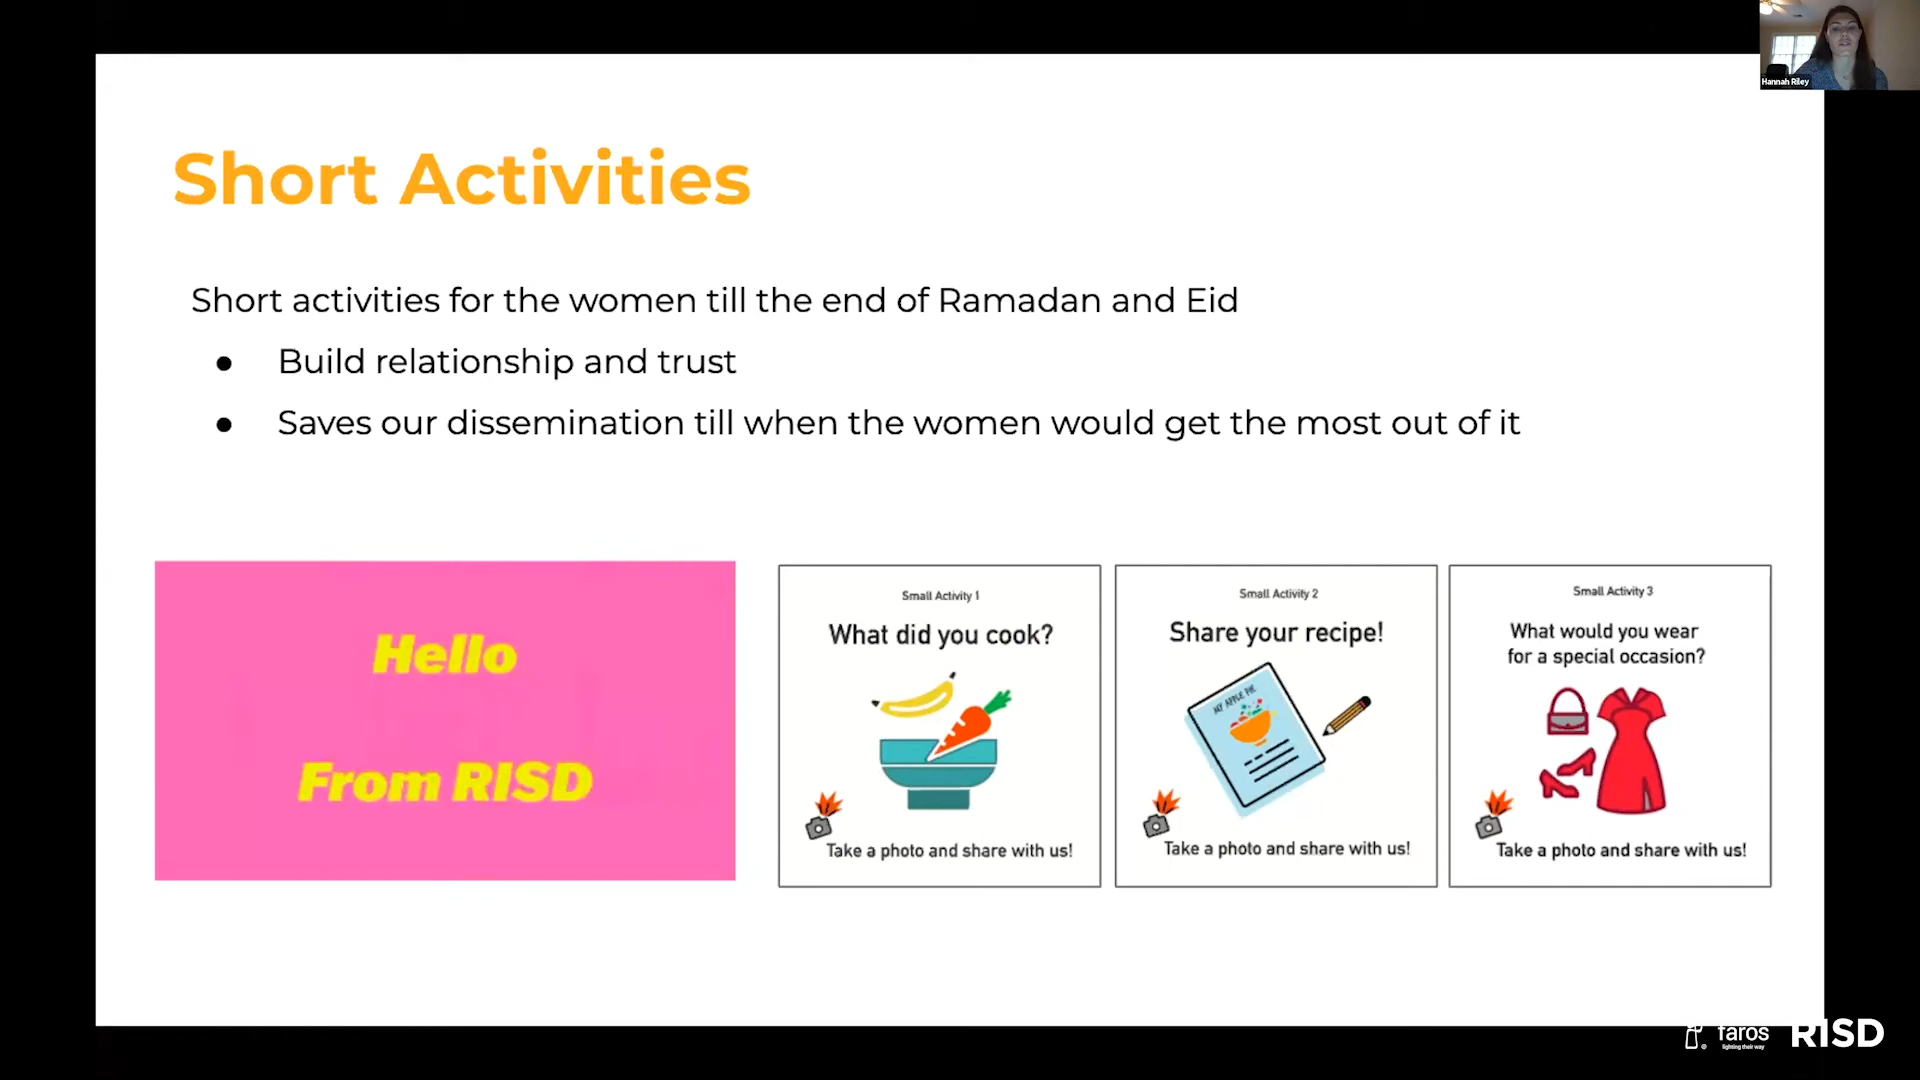 Hannah Riley
Short Activities
Short activities for the women till the end of Ramadan and Eid
● Build relationship and trust
● Saves our dissemination till when the women would get the most out of it
Hello
From RISD
Small Activity 1
What did you cook?
Take a photo and share with us!
Small Activity 2
Share your recipe!
MY APPLE PIE
Take a photo and share with us!
Small Activity 3
What would you wear
for a special occasion?
Take a photo and share with us!
faros
lighting their way
RISD